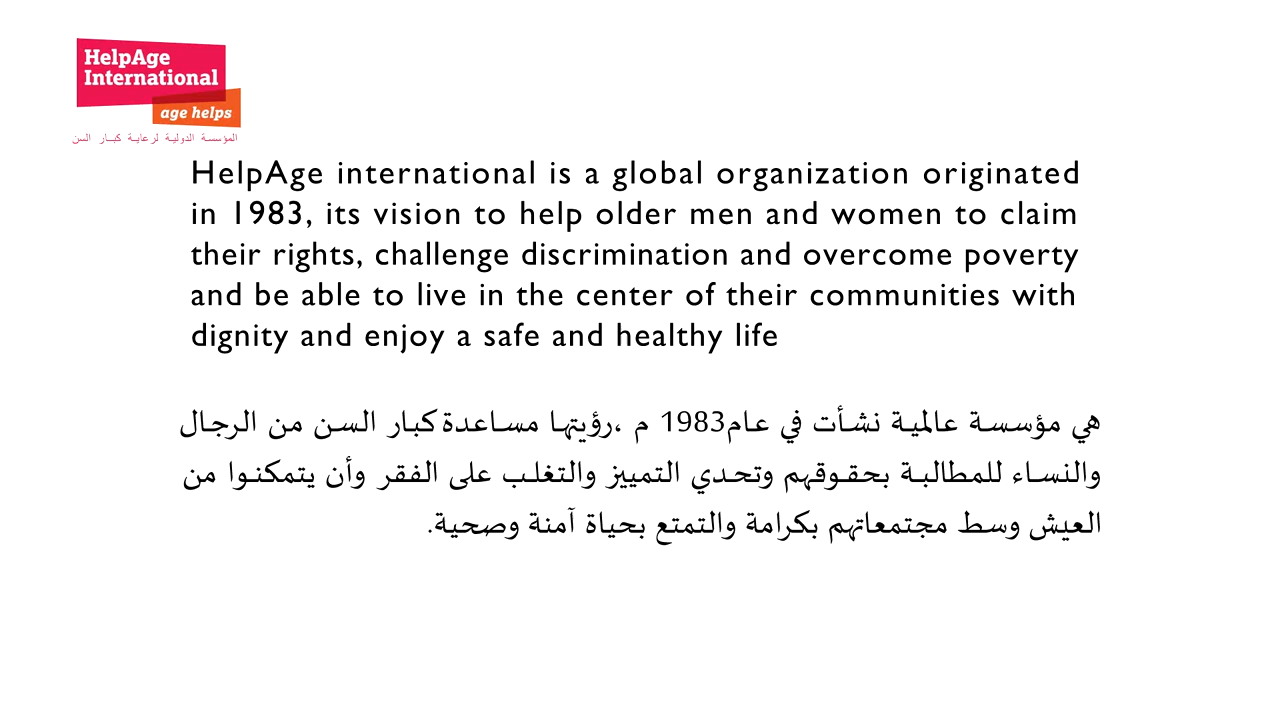 HelpAge
International
age helps
المؤسسة الدولية لرعاية كبار السن
HelpAge international is a global organization originated
in 1983, its vision to help older men and women to claim
their rights, challenge discrimination and overcome poverty
and be able to live in the center of their communities with
dignity and enjoy a safe and healthy life
هي مؤسسة عالمية نشأت في عام1983 م ،رؤيتها مساعدة كبار السن من الرجال
والنساء للمطالبة بحقوقهم وتحدي التمييز والتغلب على الفقر وأن يتمكنوا من
العيش وسط مجتمعاتهم بكرامة والتمتع بحياة آمنة وصحية.